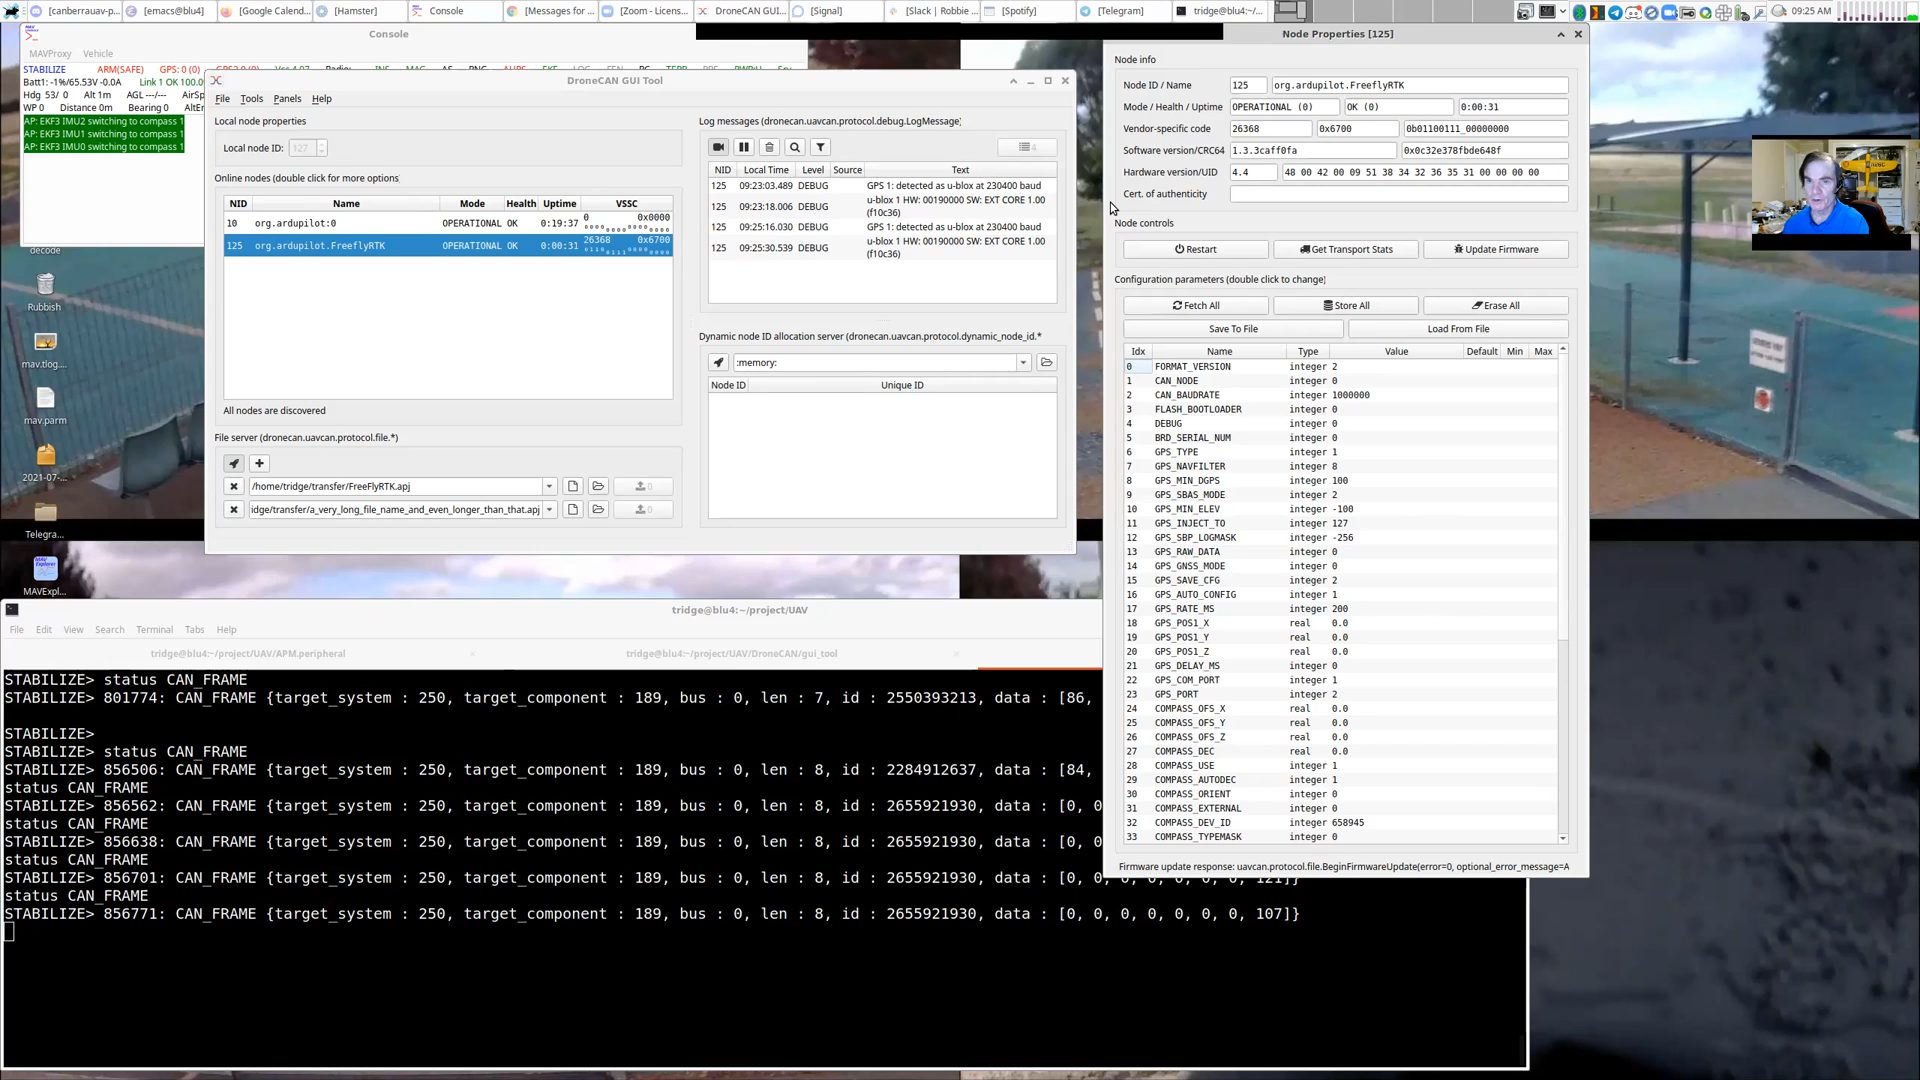 [canberrauav-p...
[emacs@blu4]
[Google Calend...
[Hamster]
Console
[Messages for ...
[Zoom - Licens...
DroneCAN GUI...
[Signal]
[Slack | Robbie ...
[Spotify]
[Telegram]
tridge@blu4:~/...
09:25 AM
Console
MAVProxy Vehicle
STABILIZE ARM(SAFE) GPS: 0 (0)
Batt1: -1%/65.53V -0.0A Link 1 OK 100.0
Hdg 53/ 0 Alt 1m AGL ---/--- AirSp
WP 0 Distance 0m Bearing 0 AltEr
AP: EKF3 IMU2 switching to compass 1
AP: EKF3 IMU1 switching to compass 1
AP: EKF3 IMU0 switching to compass 1
decode
Rubbish
mav.tlog...
mav.parm
2021-07-...
Telegra...
MAVExpl...
DroneCAN GUI Tool
File Tools Panels Help
Local node properties
Local node ID: 127
Online nodes (double click for more options)
NID Name Mode Health Uptime VSSC
10 org.ardupilot:0 OPERATIONAL OK 0:19:37 0 0x0000
125 org.ardupilot.FreeflyRTK OPERATIONAL OK 0:00:31 26368 0x6700
All nodes are discovered
File server (dronecan.uavcan.protocol.file.*)
/home/tridge/transfer/FreeFlyRTK.apj
idge/transfer/a_very_long_file_name_and_even_longer_than_that.apj
Log messages (dronecan.uavcan.protocol.debug.LogMessage)
NID Local Time Level Source Text
125 09:23:03.489 DEBUG GPS 1: detected as u-blox at 230400 baud
125 09:23:18.006 DEBUG u-blox 1 HW: 00190000 SW: EXT CORE 1.00
(f10c36)
125 09:25:16.030 DEBUG GPS 1: detected as u-blox at 230400 baud
125 09:25:30.539 DEBUG u-blox 1 HW: 00190000 SW: EXT CORE 1.00
(f10c36)
Dynamic node ID allocation server (dronecan.uavcan.protocol.dynamic_node_id.*
:memory:
Node ID Unique ID
Node Properties [125]
Node info
Node ID / Name 125 org.ardupilot.FreeflyRTK
Mode / Health / Uptime OPERATIONAL (0) OK (0) 0:00:31
Vendor-specific code 26368 0x6700 0b01100111_00000000
Software version/CRC64 1.3.3caff0fa 0x0c32e378fbde648f
Hardware version/UID 4.4 48 00 42 00 09 51 38 34 32 36 35 31 00 00 00 00
Cert. of authenticity
Node controls
Restart Get Transport Stats Update Firmware
Configuration parameters (double click to change)
Fetch All Store All Erase All
Save To File Load From File
Idx Name Type Value Default Min Max
0 FORMAT_VERSION integer 2
1 CAN_NODE integer 0
2 CAN_BAUDRATE integer 1000000
3 FLASH_BOOTLOADER integer 0
4 DEBUG integer 0
5 BRD_SERIAL_NUM integer 0
6 GPS_TYPE integer 1
7 GPS_NAVFILTER integer 8
8 GPS_MIN_DGPS integer 100
9 GPS_SBAS_MODE integer 2
10 GPS_MIN_ELEV integer -100
11 GPS_INJECT_TO integer 127
12 GPS_SBP_LOGMASK integer -256
13 GPS_RAW_DATA integer 0
14 GPS_GNSS_MODE integer 0
15 GPS_SAVE_CFG integer 2
16 GPS_AUTO_CONFIG integer 1
17 GPS_RATE_MS integer 200
18 GPS_POS1_X real 0.0
19 GPS_POS1_Y real 0.0
20 GPS_POS1_Z real 0.0
21 GPS_DELAY_MS integer 0
22 GPS_COM_PORT integer 1
23 GPS_PORT integer 2
24 COMPASS_OFS_X real 0.0
25 COMPASS_OFS_Y real 0.0
26 COMPASS_OFS_Z real 0.0
27 COMPASS_DEC real 0.0
28 COMPASS_USE integer 1
29 COMPASS_AUTODEC integer 1
30 COMPASS_ORIENT integer 0
31 COMPASS_EXTERNAL integer 0
32 COMPASS_DEV_ID integer 658945
33 COMPASS_TYPEMASK integer 0
Firmware update response: uavcan.protocol.file.BeginFirmwareUpdate(error=0, optional_error_message=A
tridge@blu4:~/project/UAV
File Edit View Search Terminal Tabs Help
tridge@blu4:~/project/UAV/APM.peripheral
tridge@blu4:~/project/UAV/DroneCAN/gui_tool
STABILIZE> status CAN_FRAME
STABILIZE> 801774: CAN_FRAME {target_system : 250, target_component : 189, bus : 0, len : 7, id : 2550393213, data : [86,
STABILIZE>
STABILIZE> status CAN_FRAME
STABILIZE> 856506: CAN_FRAME {target_system : 250, target_component : 189, bus : 0, len : 8, id : 2284912637, data : [84,
status CAN_FRAME
STABILIZE> 856562: CAN_FRAME {target_system : 250, target_component : 189, bus : 0, len : 8, id : 2655921930, data : [0, 0
status CAN_FRAME
STABILIZE> 856638: CAN_FRAME {target_system : 250, target_component : 189, bus : 0, len : 8, id : 2655921930, data : [0, 0
status CAN_FRAME
STABILIZE> 856701: CAN_FRAME {target_system : 250, target_component : 189, bus : 0, len : 8, id : 2655921930, data : [0, 0, 0, 0, 0, 0, 0, 121]}
status CAN_FRAME
STABILIZE> 856771: CAN_FRAME {target_system : 250, target_component : 189, bus : 0, len : 8, id : 2655921930, data : [0, 0, 0, 0, 0, 0, 0, 107]}